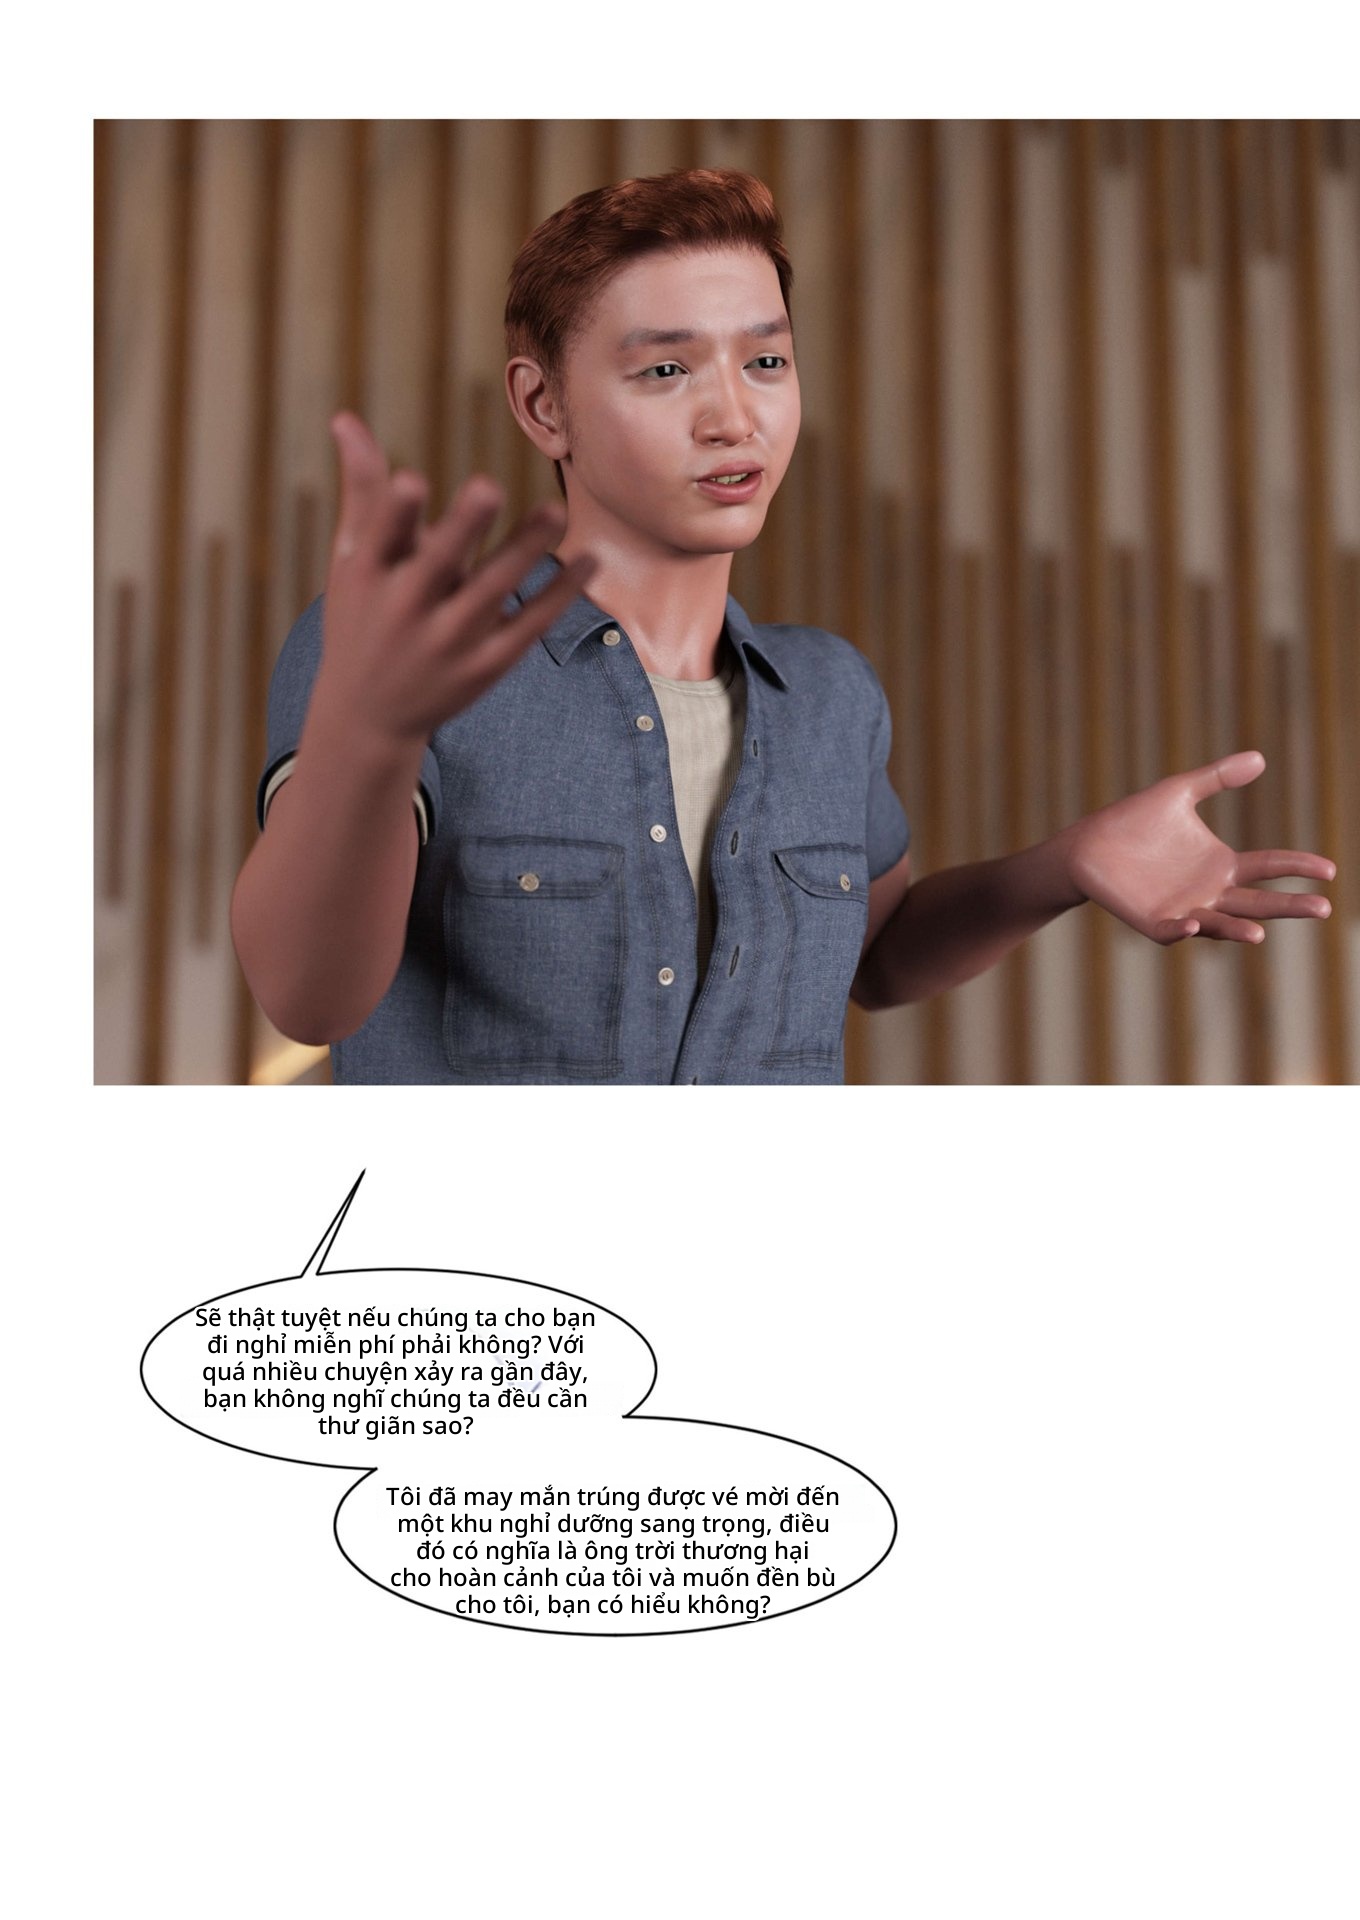 Sẽ thật tuyệt nếu chúng ta cho bạn
đi nghỉ miễn phí phải không? Với
quá nhiều chuyện xảy ra gần đây,
bạn không nghĩ chúng ta đều cần
thư giãn sao?
Tôi đã may mắn trúng được vé mời đến
một khu nghỉ dưỡng sang trọng, điều
đó có nghĩa là ông trời thương hại
cho hoàn cảnh của tôi và muốn đền bù
cho tôi, bạn có hiểu không?